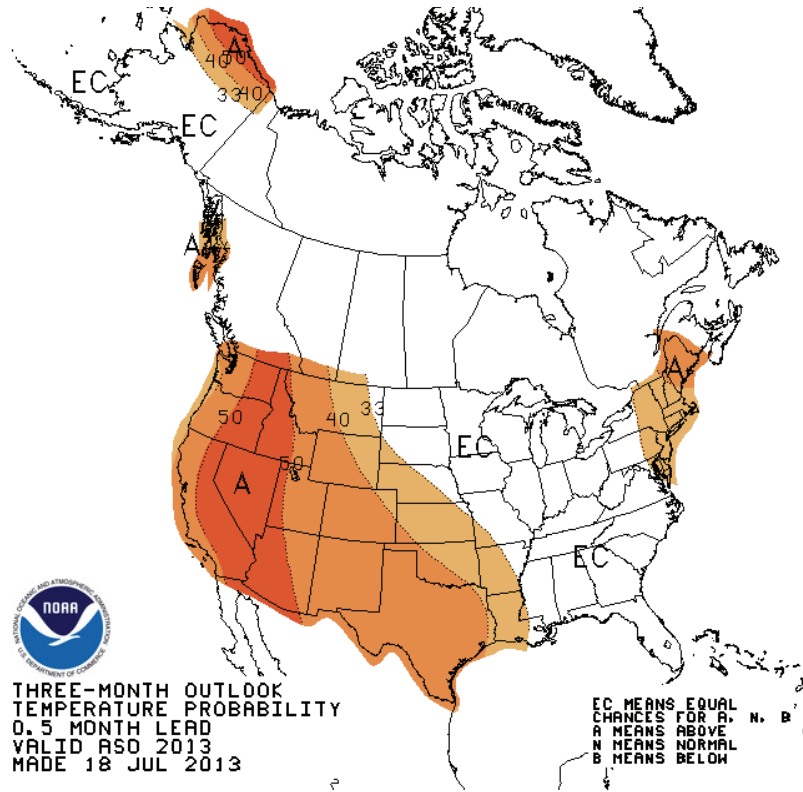 A
40 50
EC
33 40
EC
A
A
33
50
40
EC
50
A
EC
NATIONAL OCEANIC AND ATMOSPHERIC ADMINISTRATION
NOAA
U.S. DEPARTMENT OF COMMERCE
THREE-MONTH OUTLOOK
TEMPERATURE PROBABILITY
0.5 MONTH LEAD
VALID ASO 2013
MADE 18 JUL 2013
EC MEANS EQUAL
CHANCES FOR A, N, B
A MEANS ABOVE
N MEANS NORMAL
B MEANS BELOW